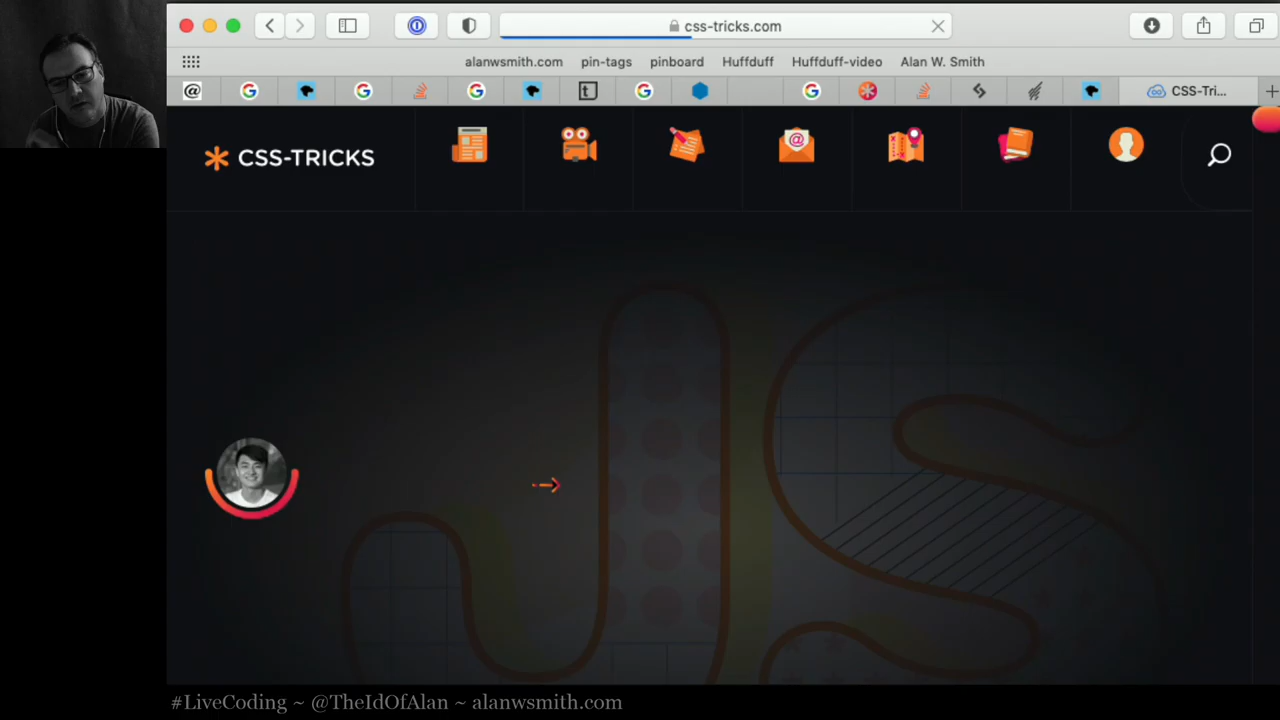 css-tricks.com
alanwsmith.com pin-tags pinboard Huffduff Huffduff-video Alan W. Smith
CSS-Tri...
CSS-TRICKS
JS
#LiveCoding ~ @TheIdOfAlan ~ alanwsmith.com